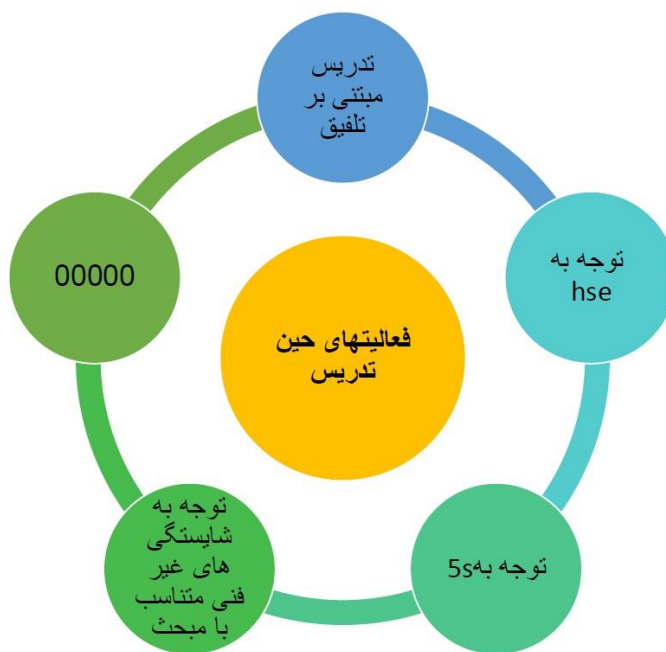 تدریس
مبتنی بر
تلفیق
توجه به
hse
توجه به5s
توجه به
شایستگی
های غیر
فنی متناسب
با مبحث
00000
فعالیتهای حین
تدریس